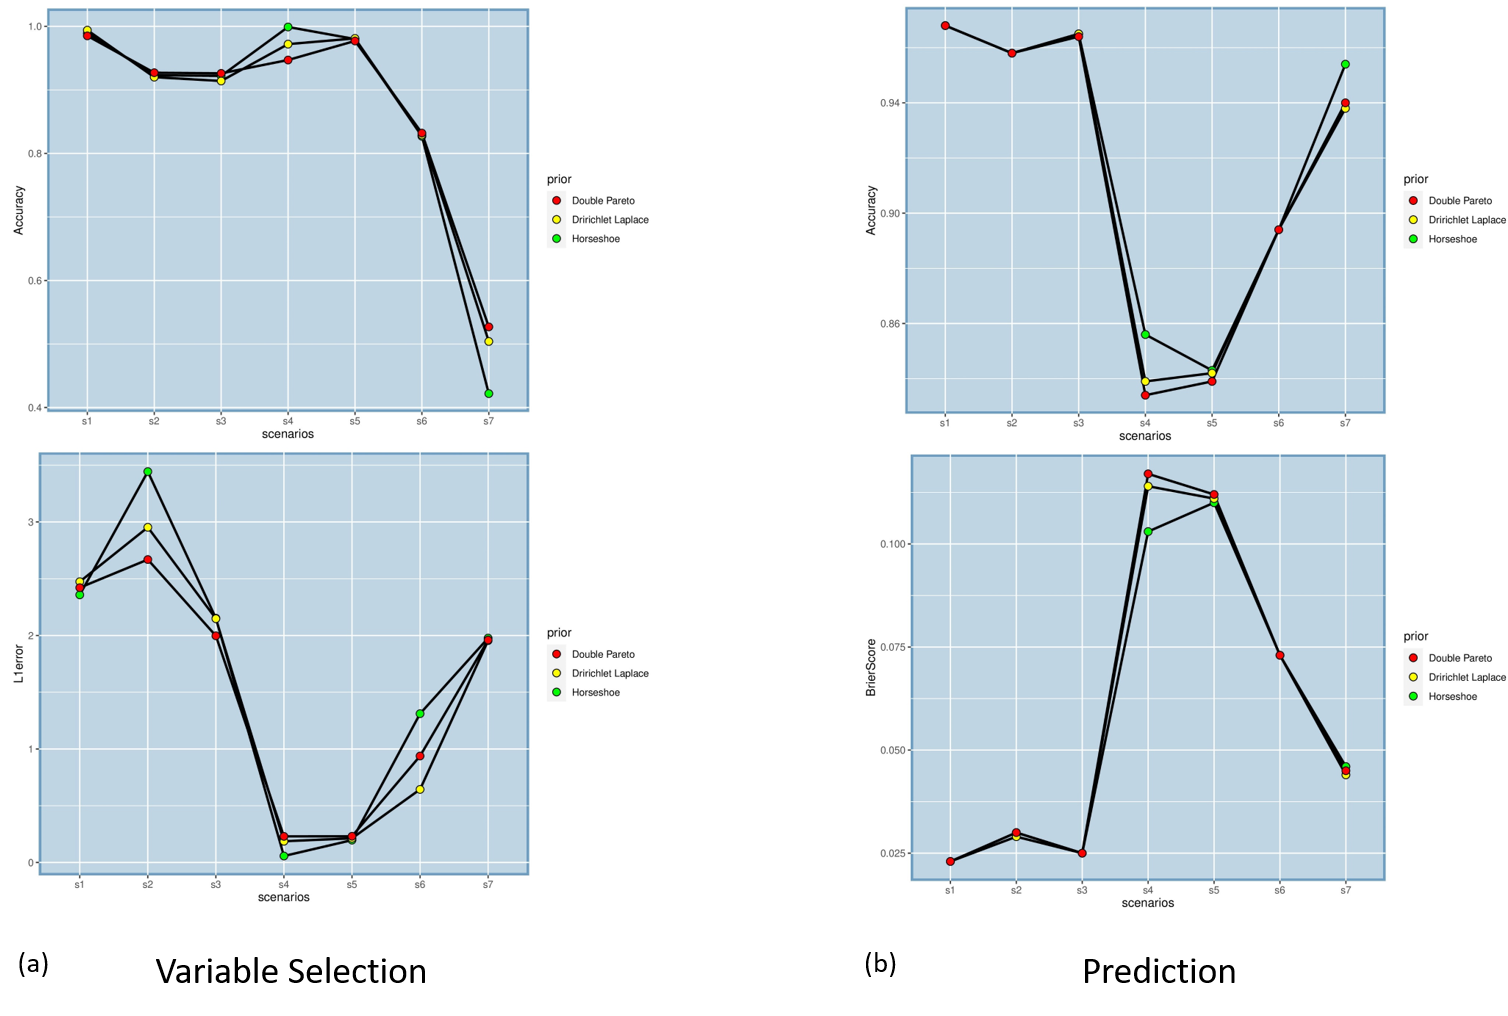 1.0
0.8
0.6
0.4
Accuracy
s1 s2 s3 s4 s5 s6 s7
scenarios
prior
Double Pareto
Dririchlet Laplace
Horseshoe
0.94
0.90
0.86
Accuracy
s1 s2 s3 s4 s5 s6 s7
scenarios
prior
Double Pareto
Dririchlet Laplace
Horseshoe
3
2
1
0
L1error
s1 s2 s3 s4 s5 s6 s7
scenarios
prior
Double Pareto
Dririchlet Laplace
Horseshoe
0.100
0.075
0.050
0.025
BrierScore
s1 s2 s3 s4 s5 s6 s7
scenarios
prior
Double Pareto
Dririchlet Laplace
Horseshoe
(a) Variable Selection
(b) Prediction